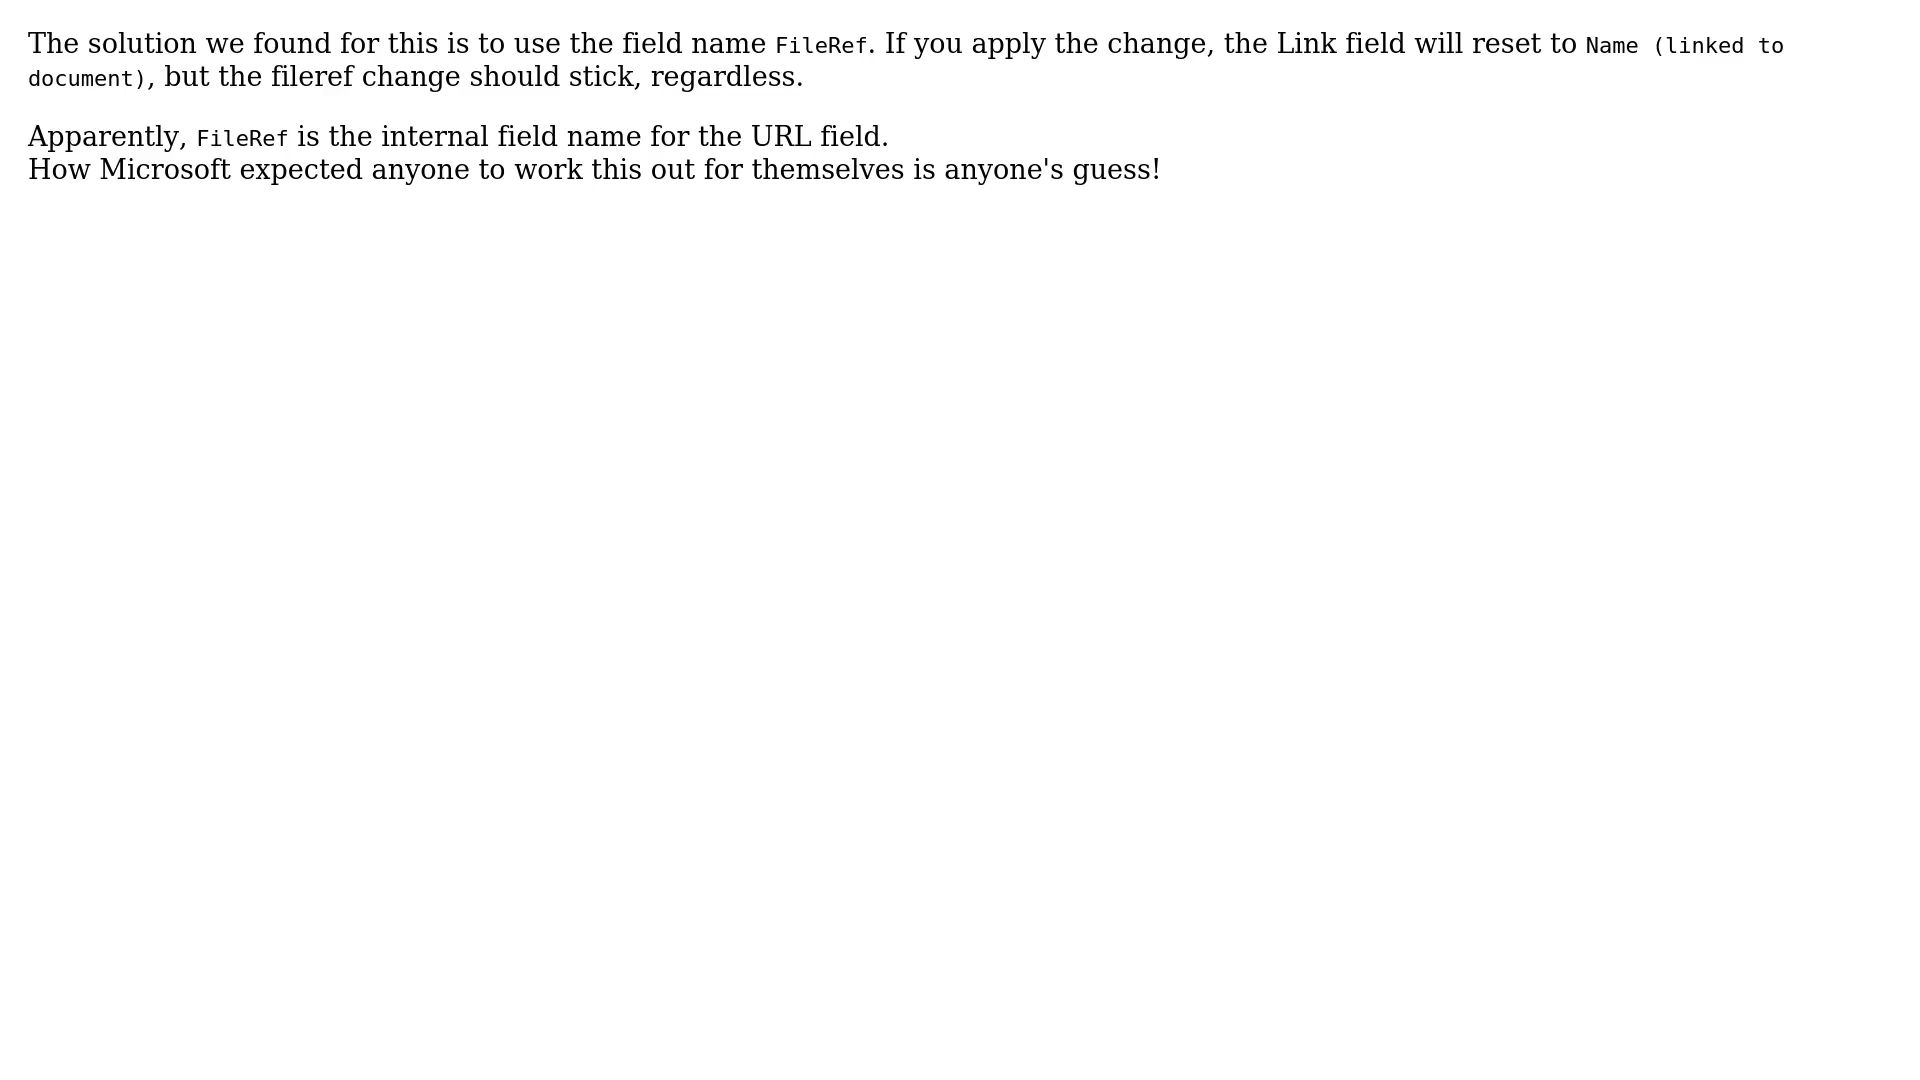 The solution we found for this is to use the field name FileRef. If you apply the change, the Link field will reset to Name (linked to
document), but the fileref change should stick, regardless.
Apparently, FileRef is the internal field name for the URL field.
How Microsoft expected anyone to work this out for themselves is anyone's guess!